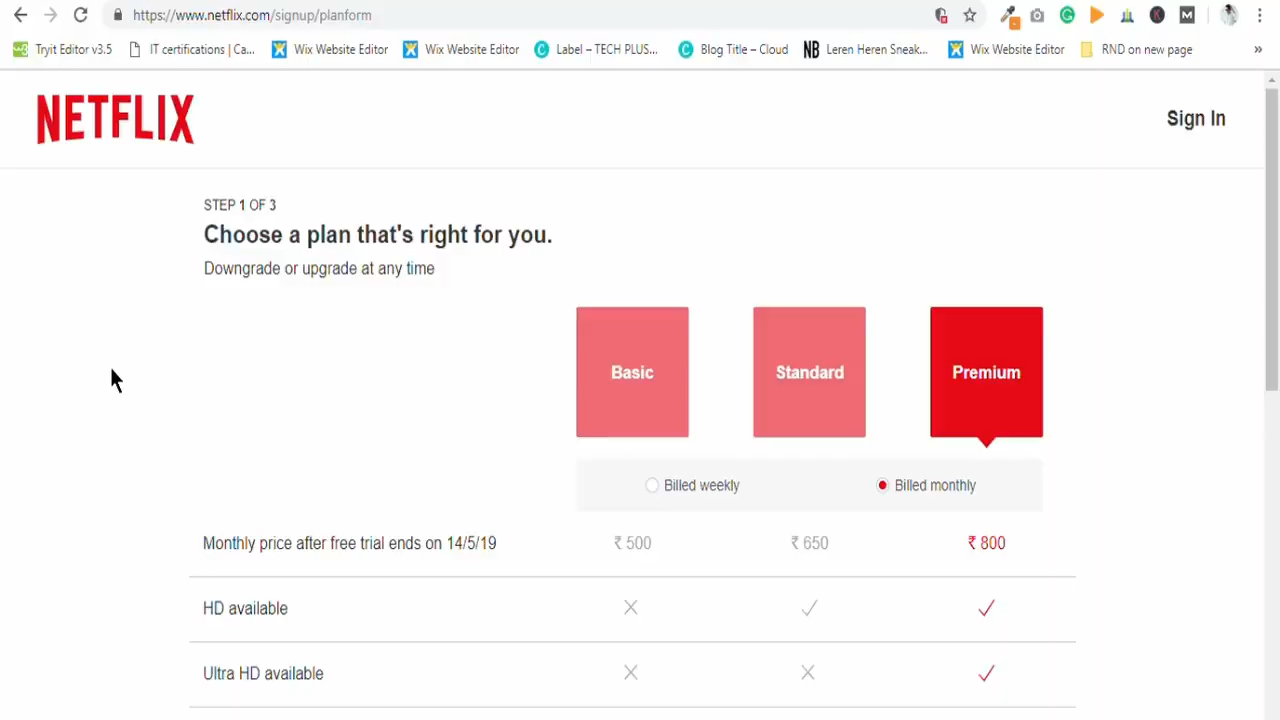 https://www.netflix.com/signup/planform
Tryit Editor v3.5 IT certifications | Ca... Wix Website Editor Wix Website Editor Label – TECH PLUS... Blog Title – Cloud NB Leren Heren Sneak... Wix Website Editor RND on new page »
NETFLIX
Sign In
STEP 1 OF 3
Choose a plan that's right for you.
Downgrade or upgrade at any time
Basic Standard Premium
Billed weekly Billed monthly
Monthly price after free trial ends on 14/5/19 ₹ 500 ₹ 650 ₹ 800
HD available
Ultra HD available